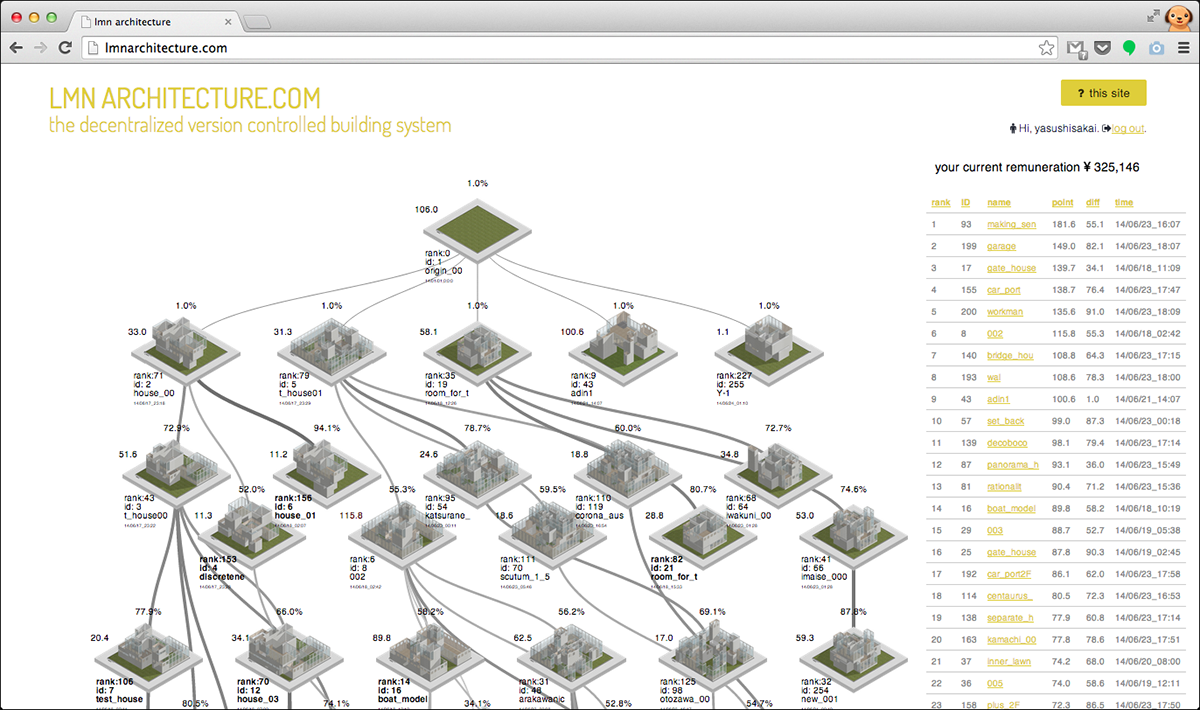 lmn architecture
lmnarchitecture.com
LMN ARCHITECTURE.COM
the decentralized version controlled building system
? this site
Hi, yasushisakai. log out.
your current remuneration ¥ 325,146
1.0%
106.0
rank:0
id: 1
origin_00
1.0%
33.0
rank:71
id: 2
house_00
1.0%
31.3
rank:79
id: 5
t_house01
1.0%
58.1
rank:35
id: 19
room_for_t
1.0%
100.6
rank:9
id: 43
adin1
1.0%
1.1
rank:227
id: 255
Y-1
72.9%
51.6
rank:43
id: 3
t_house00
94.1%
11.2
rank:156
id: 6
house_01
78.7%
24.6
rank:95
id: 54
katsurano_
60.0%
18.8
rank:110
id: 119
corona_aus
72.7%
34.8
rank:68
id: 64
iwakuni_00
52.0%
11.3
rank:153
id: 4
discretene
55.3%
115.8
rank:6
id: 8
002
59.5%
18.6
rank:111
id: 70
scutum_1_5
80.7%
28.8
rank:82
id: 21
room_for_t
74.6%
53.0
rank:41
id: 66
imaise_000
77.9%
20.4
rank:106
id: 7
test_house
66.0%
34.1
rank:70
id: 12
house_03
58.2%
89.8
rank:14
id: 16
boat_model
56.2%
62.5
rank:31
id: 48
arakawanic
69.1%
17.0
rank:125
id: 98
otozawa_00
87.8%
59.3
rank:32
id: 254
new_001
80.5%
74.1%
34.1%
52.8%
54.7%
rank ID name point diff time
1 93 making_sen 181.6 55.1 14/06/23_16:07
2 199 garage 149.0 82.1 14/06/23_18:07
3 17 gate_house 139.7 34.1 14/06/18_11:09
4 155 car_port 138.7 76.4 14/06/23_17:47
5 200 workman 135.6 91.0 14/06/23_18:09
6 8 002 115.8 55.3 14/06/18_02:42
7 140 bridge_hou 108.8 64.3 14/06/23_17:15
8 193 wal 108.6 78.3 14/06/23_18:00
9 43 adin1 100.6 1.0 14/06/21_14:07
10 57 set_back 99.0 87.3 14/06/23_00:18
11 139 decoboco 98.1 79.4 14/06/23_17:14
12 87 panorama_h 93.1 36.0 14/06/23_15:49
13 81 rationalit 90.4 71.2 14/06/23_15:36
14 16 boat_model 89.8 58.2 14/06/18_10:19
15 29 003 88.7 52.7 14/06/19_05:38
16 25 gate_house 87.8 90.3 14/06/19_02:45
17 192 car_port2F 86.1 62.0 14/06/23_17:58
18 114 centaurus_ 80.5 72.3 14/06/23_16:53
19 138 separate_h 77.9 60.8 14/06/23_17:14
20 163 kamachi_00 77.8 78.6 14/06/23_17:51
21 37 inner_lawn 74.2 68.0 14/06/20_08:00
22 36 005 74.0 58.6 14/06/19_12:11
23 158 plus_2F 72.3 86.5 14/06/23_17:50